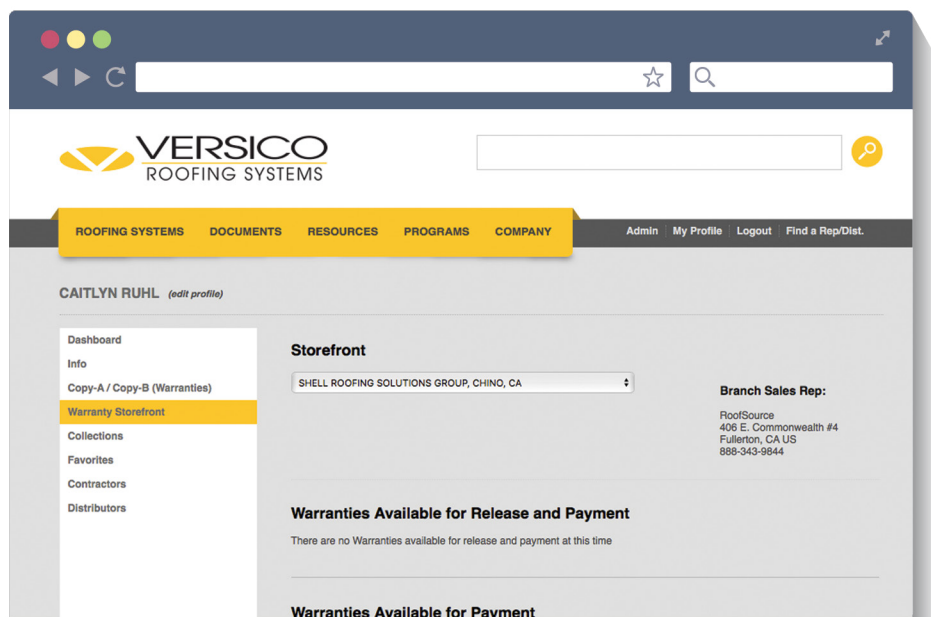 VERSICO
ROOFING SYSTEMS
ROOFING SYSTEMS DOCUMENTS RESOURCES PROGRAMS COMPANY
Admin My Profile Logout Find a Rep/Dist.
CAITLYN RUHL (edit profile)
Dashboard
Info
Copy-A / Copy-B (Warranties)
Warranty Storefront
Collections
Favorites
Contractors
Distributors
Storefront
SHELL ROOFING SOLUTIONS GROUP, CHINO, CA
Branch Sales Rep:
RoofSource
406 E. Commonwealth #4
Fullerton, CA US
888-343-9844
Warranties Available for Release and Payment
There are no Warranties available for release and payment at this time
Warranties Available for Payment